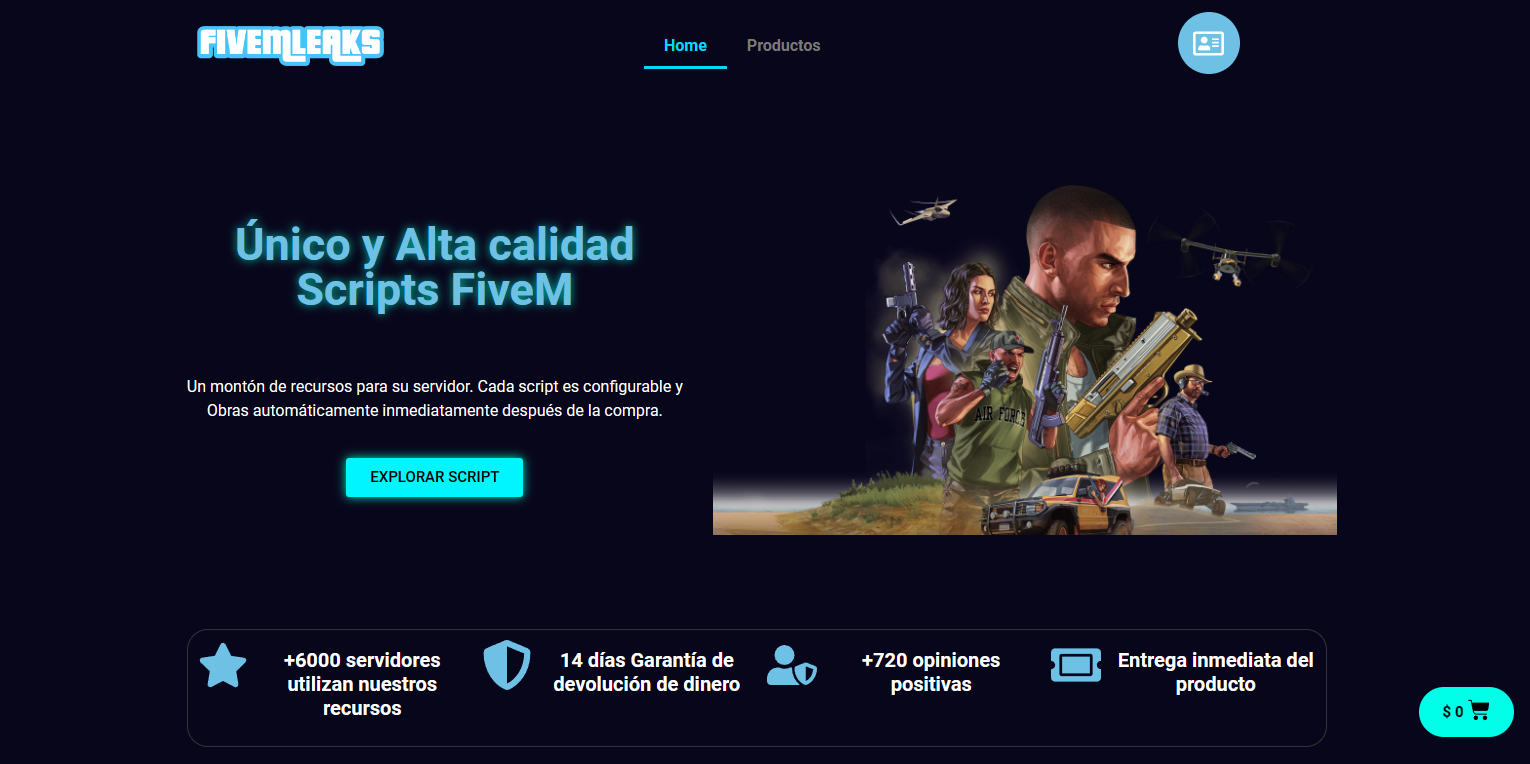 FIVEMLEAKS
Home
Productos
Único y Alta calidad
Scripts FiveM
Un montón de recursos para su servidor. Cada script es configurable y
Obras automáticamente inmediatamente después de la compra.
EXPLORAR SCRIPT
AIR FORCE
+6000 servidores
utilizan nuestros
recursos
14 días Garantía de
devolución de dinero
+720 opiniones
positivas
Entrega inmediata del
producto
$ 0